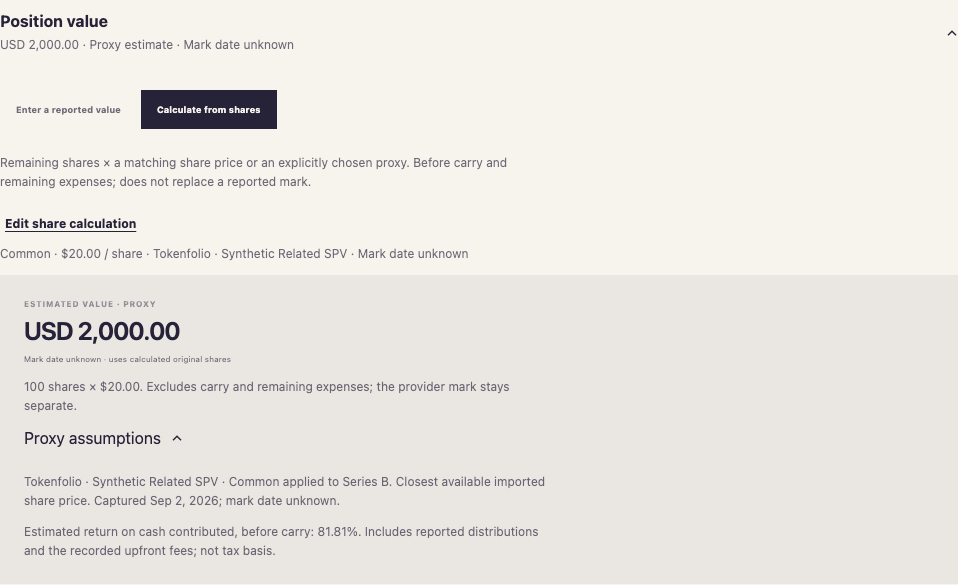 Position value
USD 2,000.00 · Proxy estimate · Mark date unknown
Enter a reported value
Calculate from shares
Remaining shares × a matching share price or an explicitly chosen proxy. Before carry and
remaining expenses; does not replace a reported mark.
Edit share calculation
Common · $20.00 / share · Tokenfolio · Synthetic Related SPV · Mark date unknown
ESTIMATED VALUE · PROXY
USD 2,000.00
Mark date unknown · uses calculated original shares
100 shares × $20.00. Excludes carry and remaining expenses; the provider mark stays
separate.
Proxy assumptions
Tokenfolio · Synthetic Related SPV · Common applied to Series B. Closest available imported
share price. Captured Sep 2, 2026; mark date unknown.
Estimated return on cash contributed, before carry: 81.81%. Includes reported distributions
and the recorded upfront fees; not tax basis.